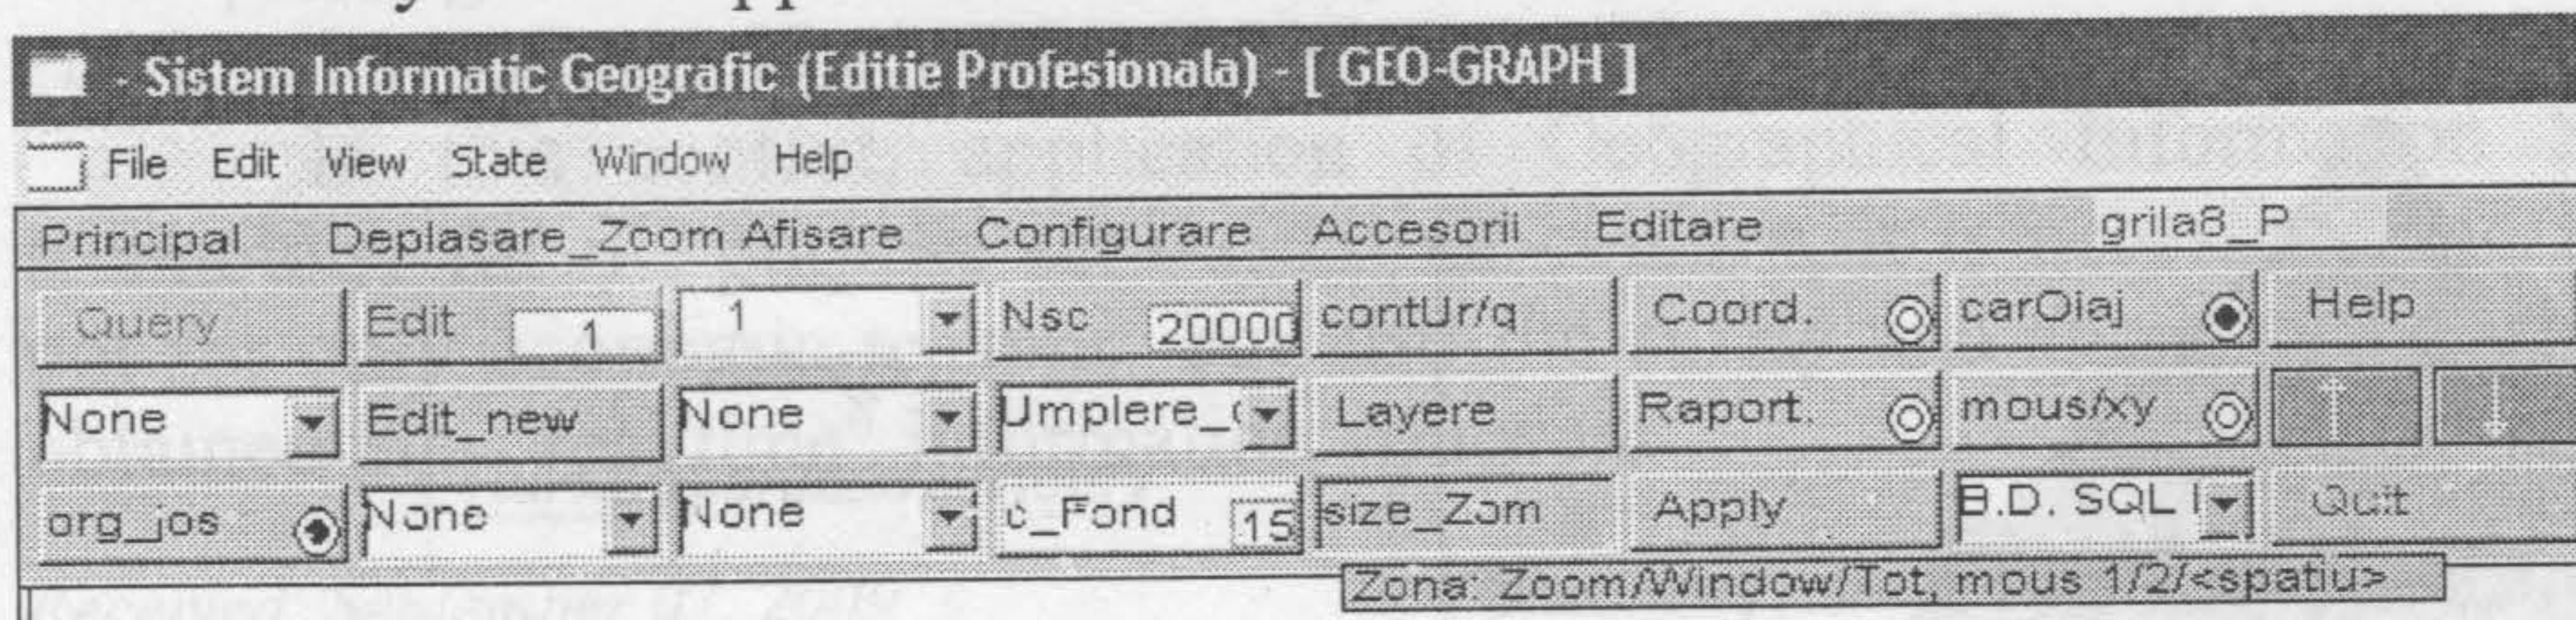 - Sistem Informatic Geografic (Editie Profesionala) - [ GEO-GRAPH ]
File Edit View State Window Help
Principal Deplasare_Zoom Afisare Configurare Accesorii Editare grila8_P
Query Edit 1 1 Nsc 20000 contUr/q Coord. carOiaj Help
None Edit_new None Umplere_ Layere Raport. mous/xy ↑ ↓
org_jos None None c_Fond 15 size_Zom Apply B.D. SQL Quit
Zona: Zoom/Window/Tot, mous 1/2/<spatiu>